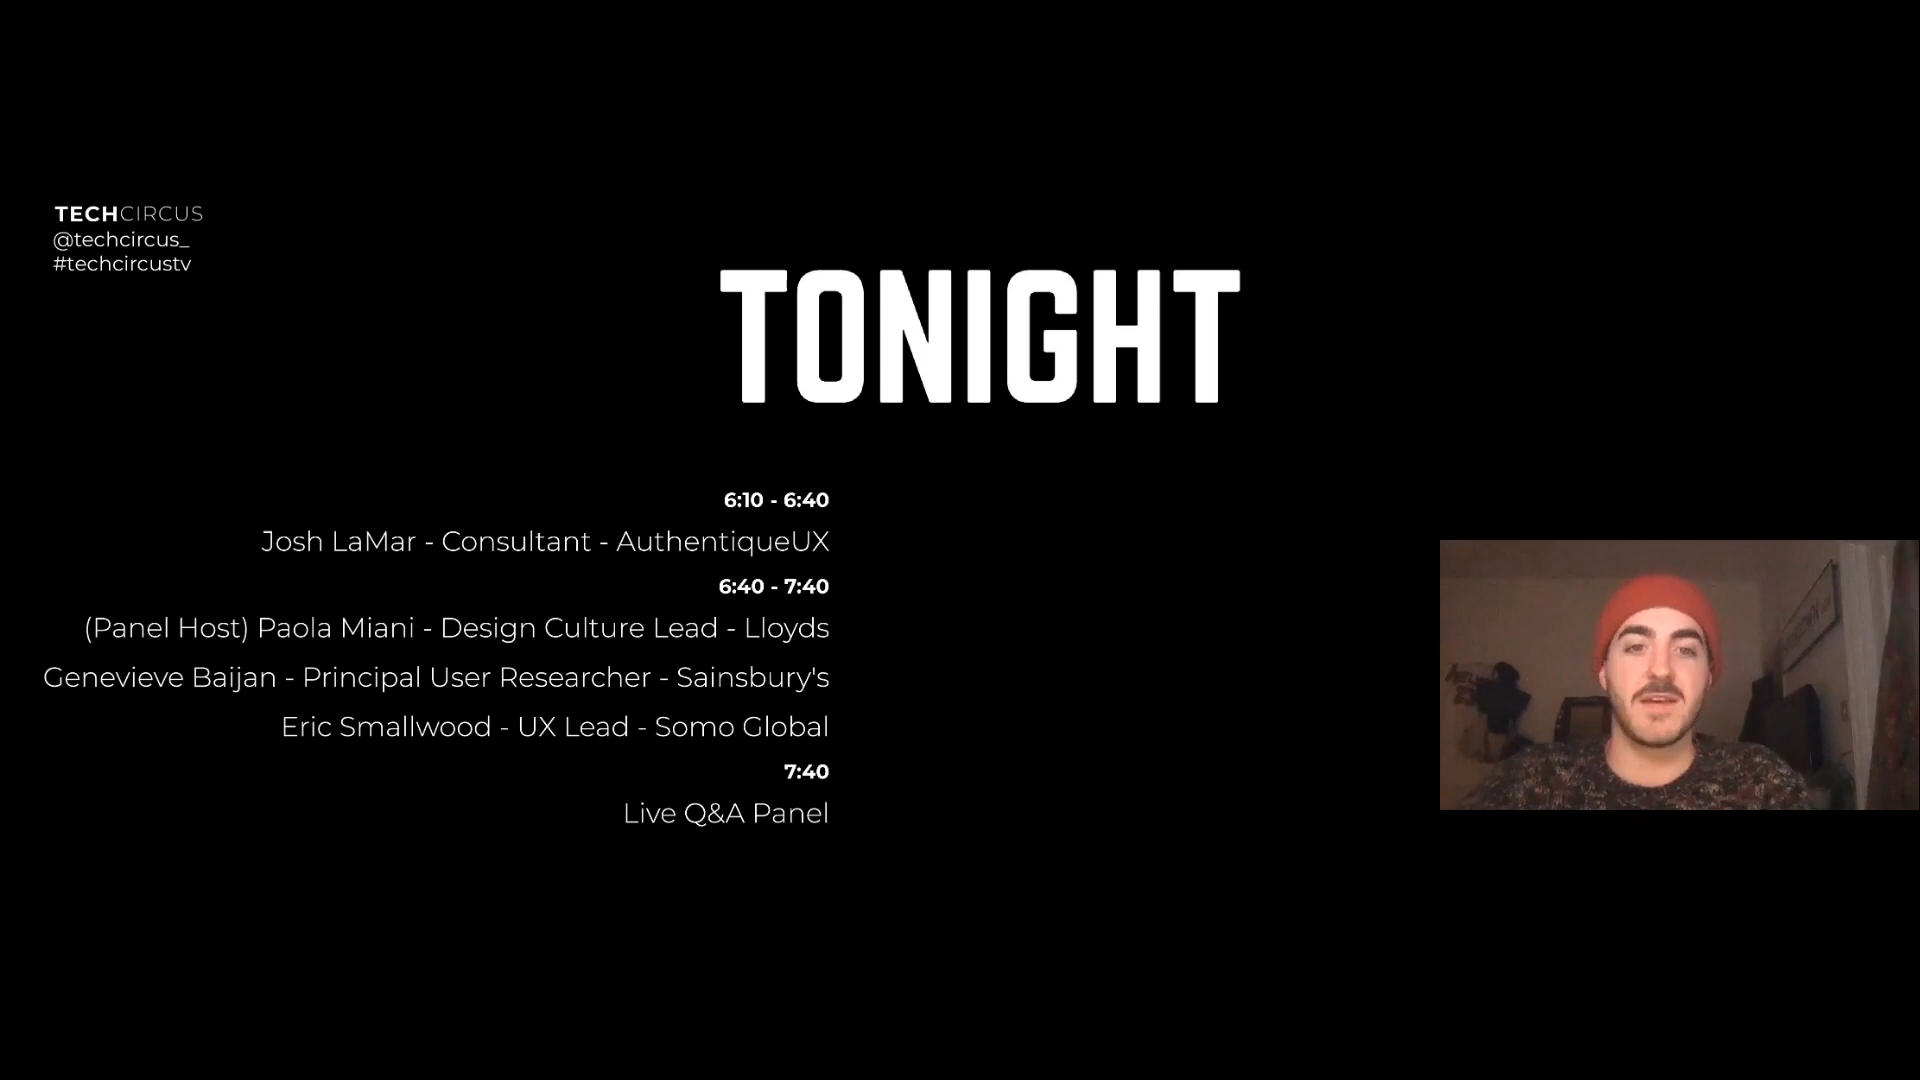 TECHCIRCUS
@techcircus_
#techcircustv
TONIGHT
6:10 - 6:40
Josh LaMar - Consultant - AuthentiqueUX
6:40 - 7:40
(Panel Host) Paola Miani - Design Culture Lead - Lloyds
Genevieve Baijan - Principal User Researcher - Sainsbury's
Eric Smallwood - UX Lead - Somo Global
7:40
Live Q&A Panel